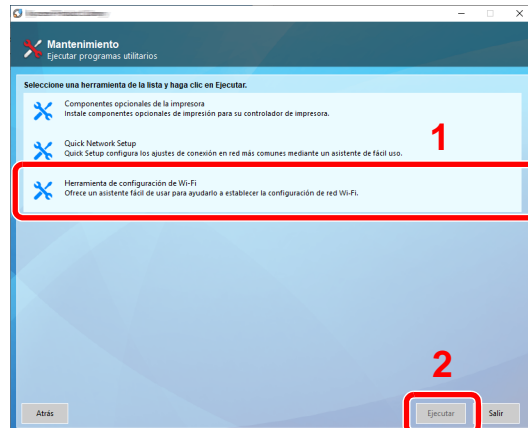 Mantenimiento
Ejecutar programas utilitarios
Seleccione una herramienta de la lista y haga clic en Ejecutar.
Componentes opcionales de la impresora
Instale componentes opcionales de impresión para su controlador de impresora.
1
Quick Network Setup
Quick Setup configura los ajustes de conexión en red más comunes mediante un asistente de fácil uso.
Herramienta de configuración de Wi-Fi
Ofrece un asistente fácil de usar para ayudarlo a establecer la configuración de red Wi-Fi.
2
Atrás
Ejecutar
Salir